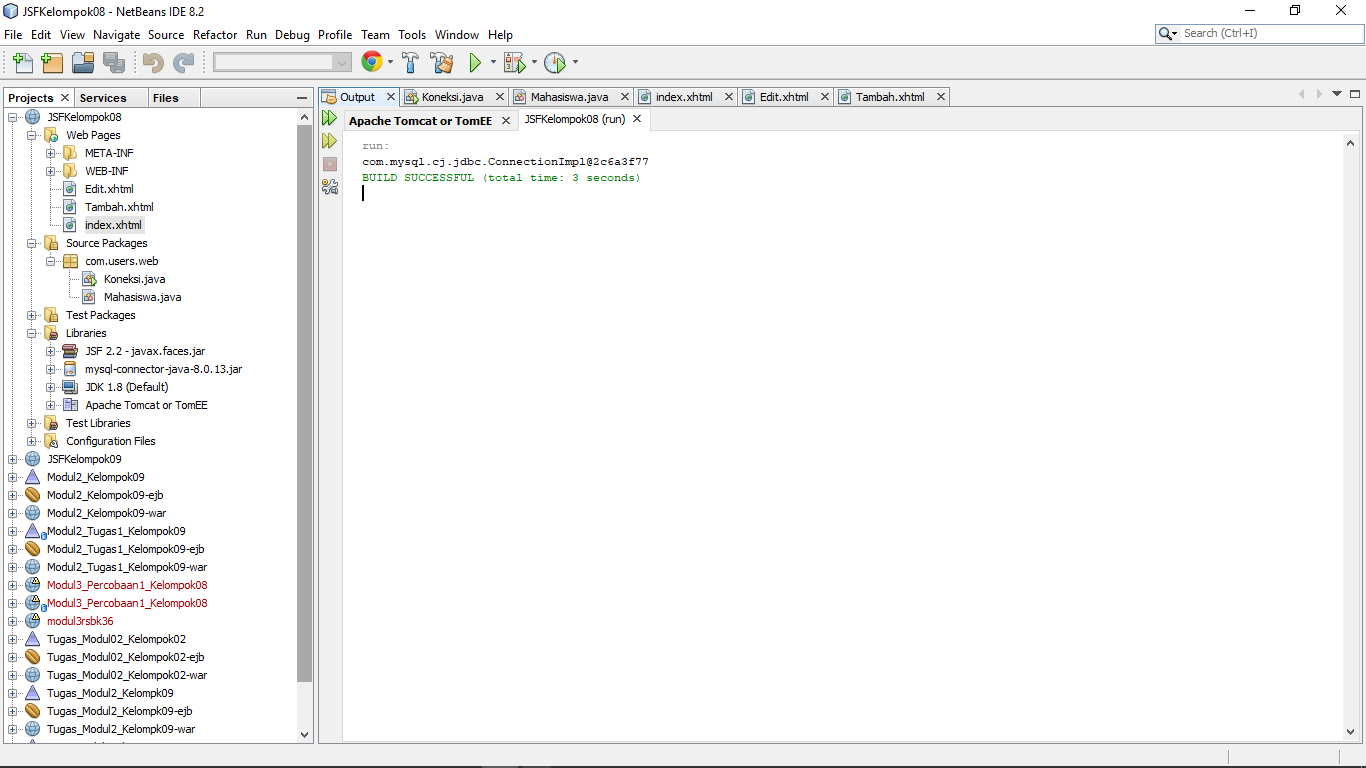 JSFKelompok08 - NetBeans IDE 8.2
File Edit View Navigate Source Refactor Run Debug Profile Team Tools Window Help
Search (Ctrl+I)
Projects Services Files
JSFKelompok08
Web Pages
META-INF
WEB-INF
Edit.xhtml
Tambah.xhtml
index.xhtml
Source Packages
com.users.web
Koneksi.java
Mahasiswa.java
Test Packages
Libraries
JSF 2.2 - javax.faces.jar
mysql-connector-java-8.0.13.jar
JDK 1.8 (Default)
Apache Tomcat or TomEE
Test Libraries
Configuration Files
JSFKelompok09
Modul2_Kelompok09
Modul2_Kelompok09-ejb
Modul2_Kelompok09-war
Modul2_Tugas1_Kelompok09
Modul2_Tugas1_Kelompok09-ejb
Modul2_Tugas1_Kelompok09-war
Modul3_Percobaan1_Kelompok08
Modul3_Percobaan1_Kelompok08
modul3rsbk36
Tugas_Modul02_Kelompok02
Tugas_Modul02_Kelompok02-ejb
Tugas_Modul02_Kelompok02-war
Tugas_Modul2_Kelompk09
Tugas_Modul2_Kelompk09-ejb
Tugas_Modul2_Kelompk09-war
Output Koneksi.java Mahasiswa.java index.xhtml Edit.xhtml Tambah.xhtml
Apache Tomcat or TomEE JSFKelompok08 (run)
run:
com.mysql.cj.jdbc.ConnectionImpl@2c6a3f77
BUILD SUCCESSFUL (total time: 3 seconds)